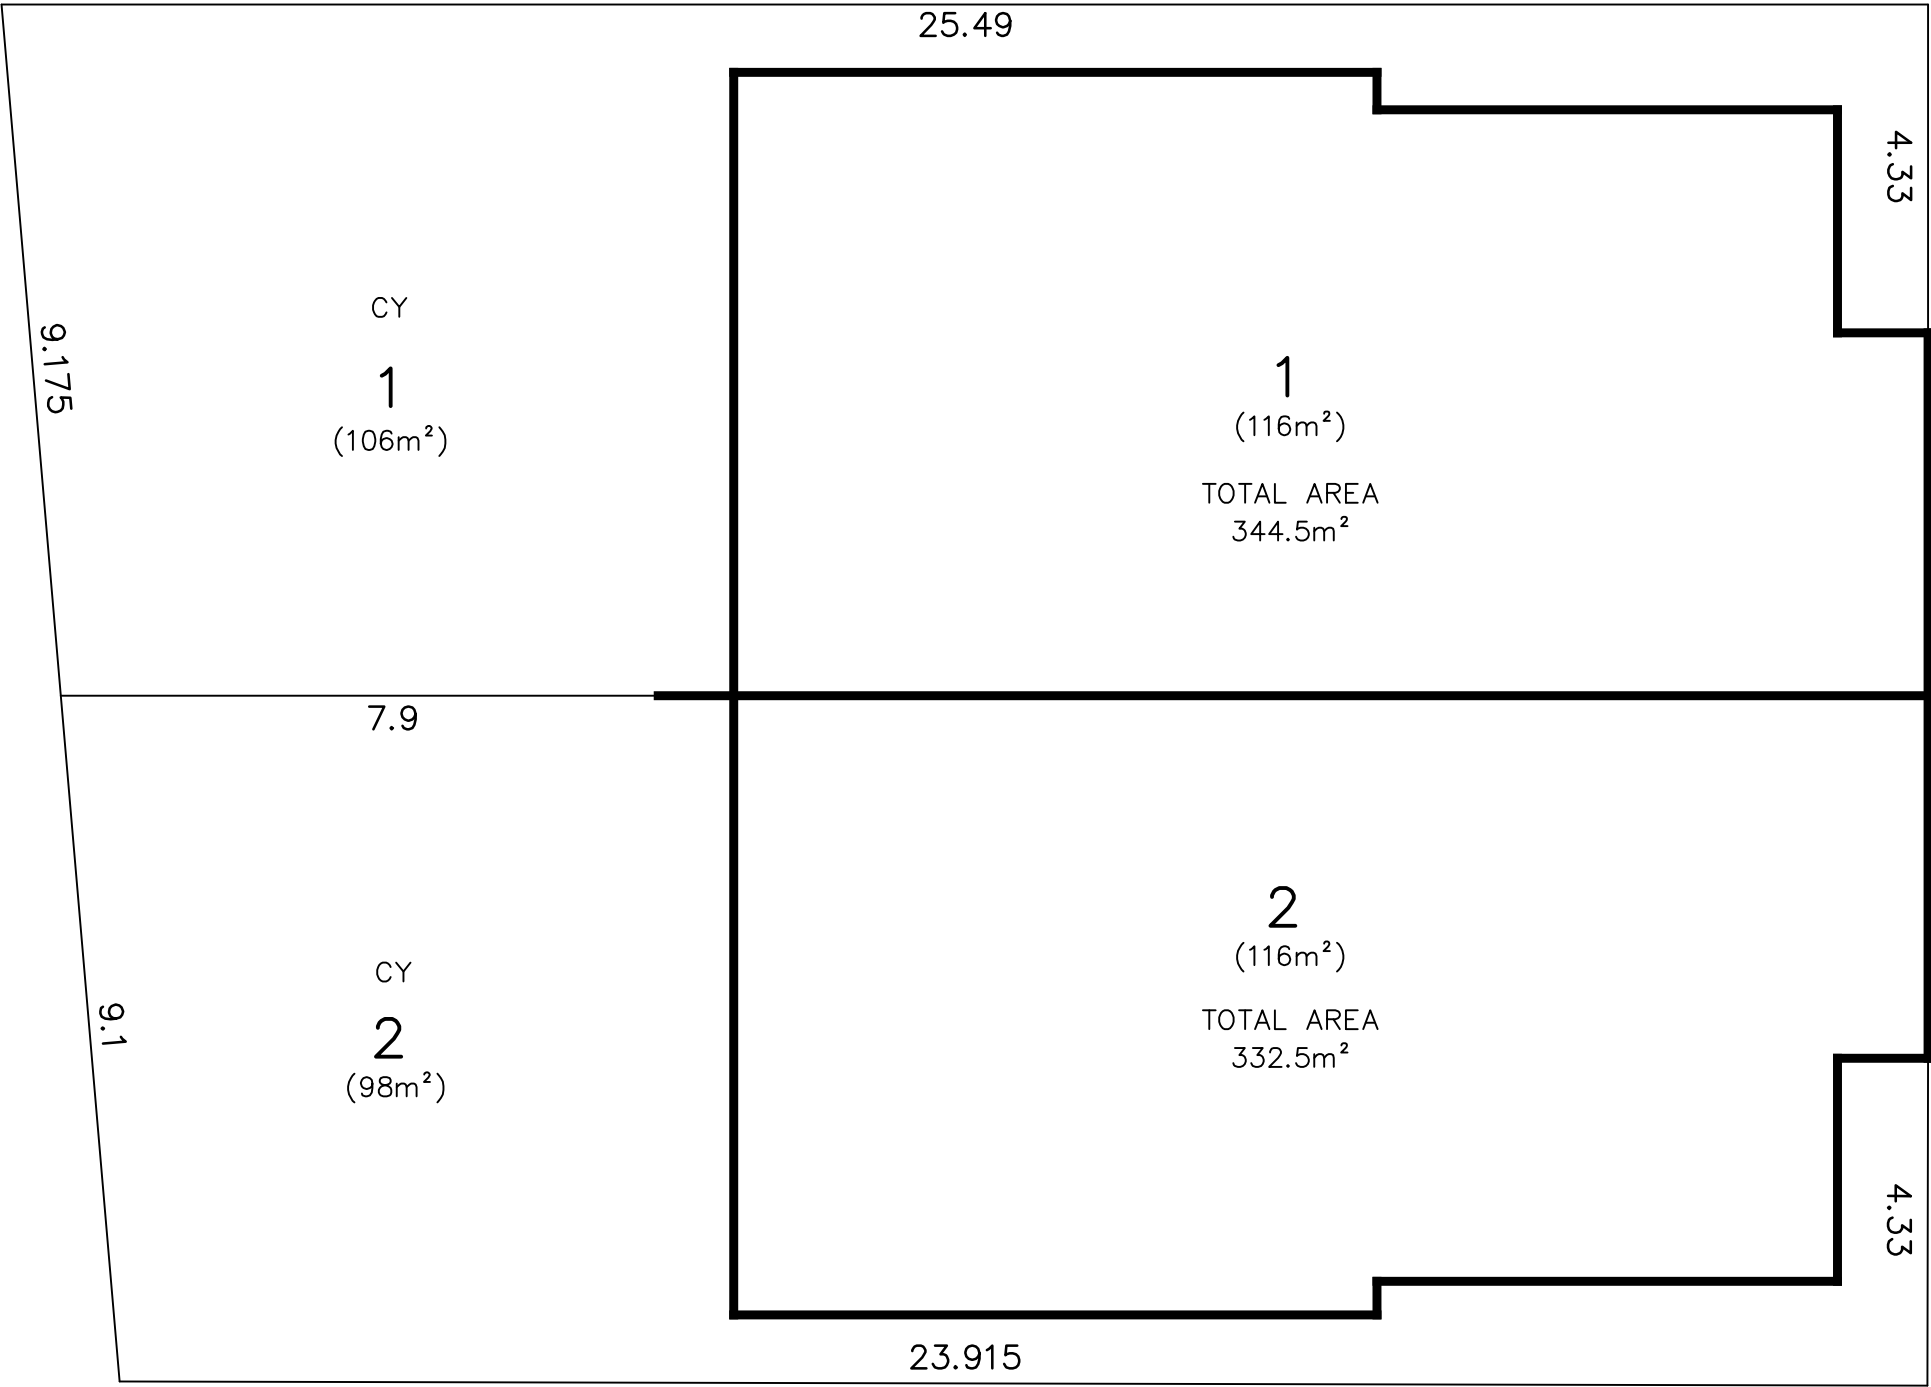 25.49
4.33
CY
1
(106m²)
9.175
1
(116m²)
TOTAL AREA
344.5m²
7.9
2
(116m²)
TOTAL AREA
332.5m²
CY
2
(98m²)
9.1
4.33
23.915